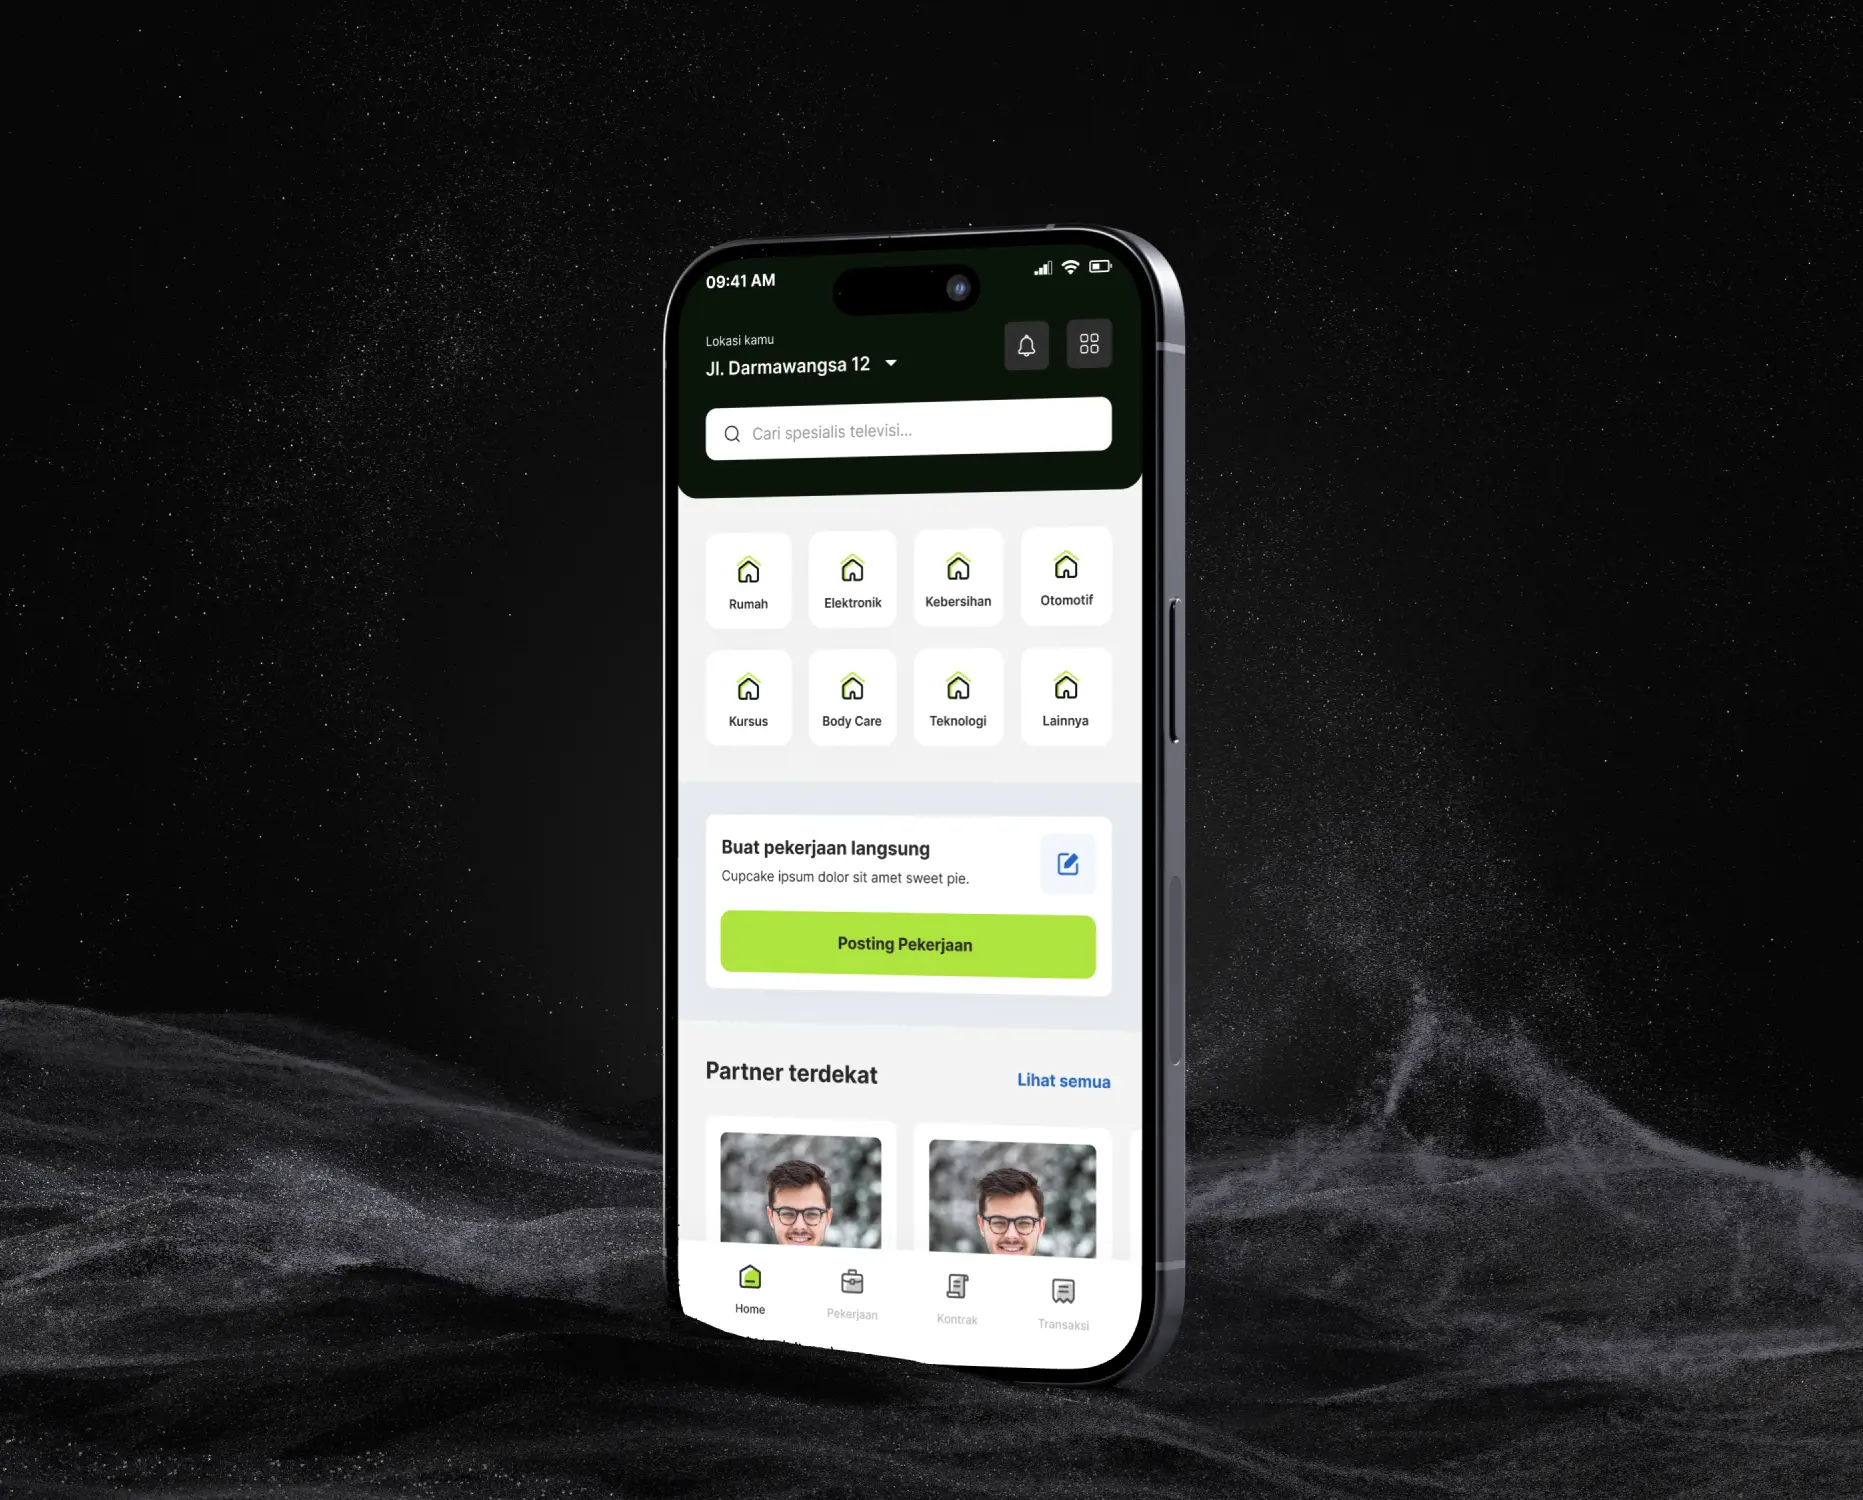 09:41 AM
Lokasi kamu
Jl. Darmawangsa 12
Cari spesialis televisi...
Rumah
Elektronik
Kebersihan
Otomotif
Kursus
Body Care
Teknologi
Lainnya
Buat pekerjaan langsung
Cupcake ipsum dolor sit amet sweet pie.
Posting Pekerjaan
Partner terdekat
Lihat semua
Home
Pekerjaan
Kontrak
Transaksi